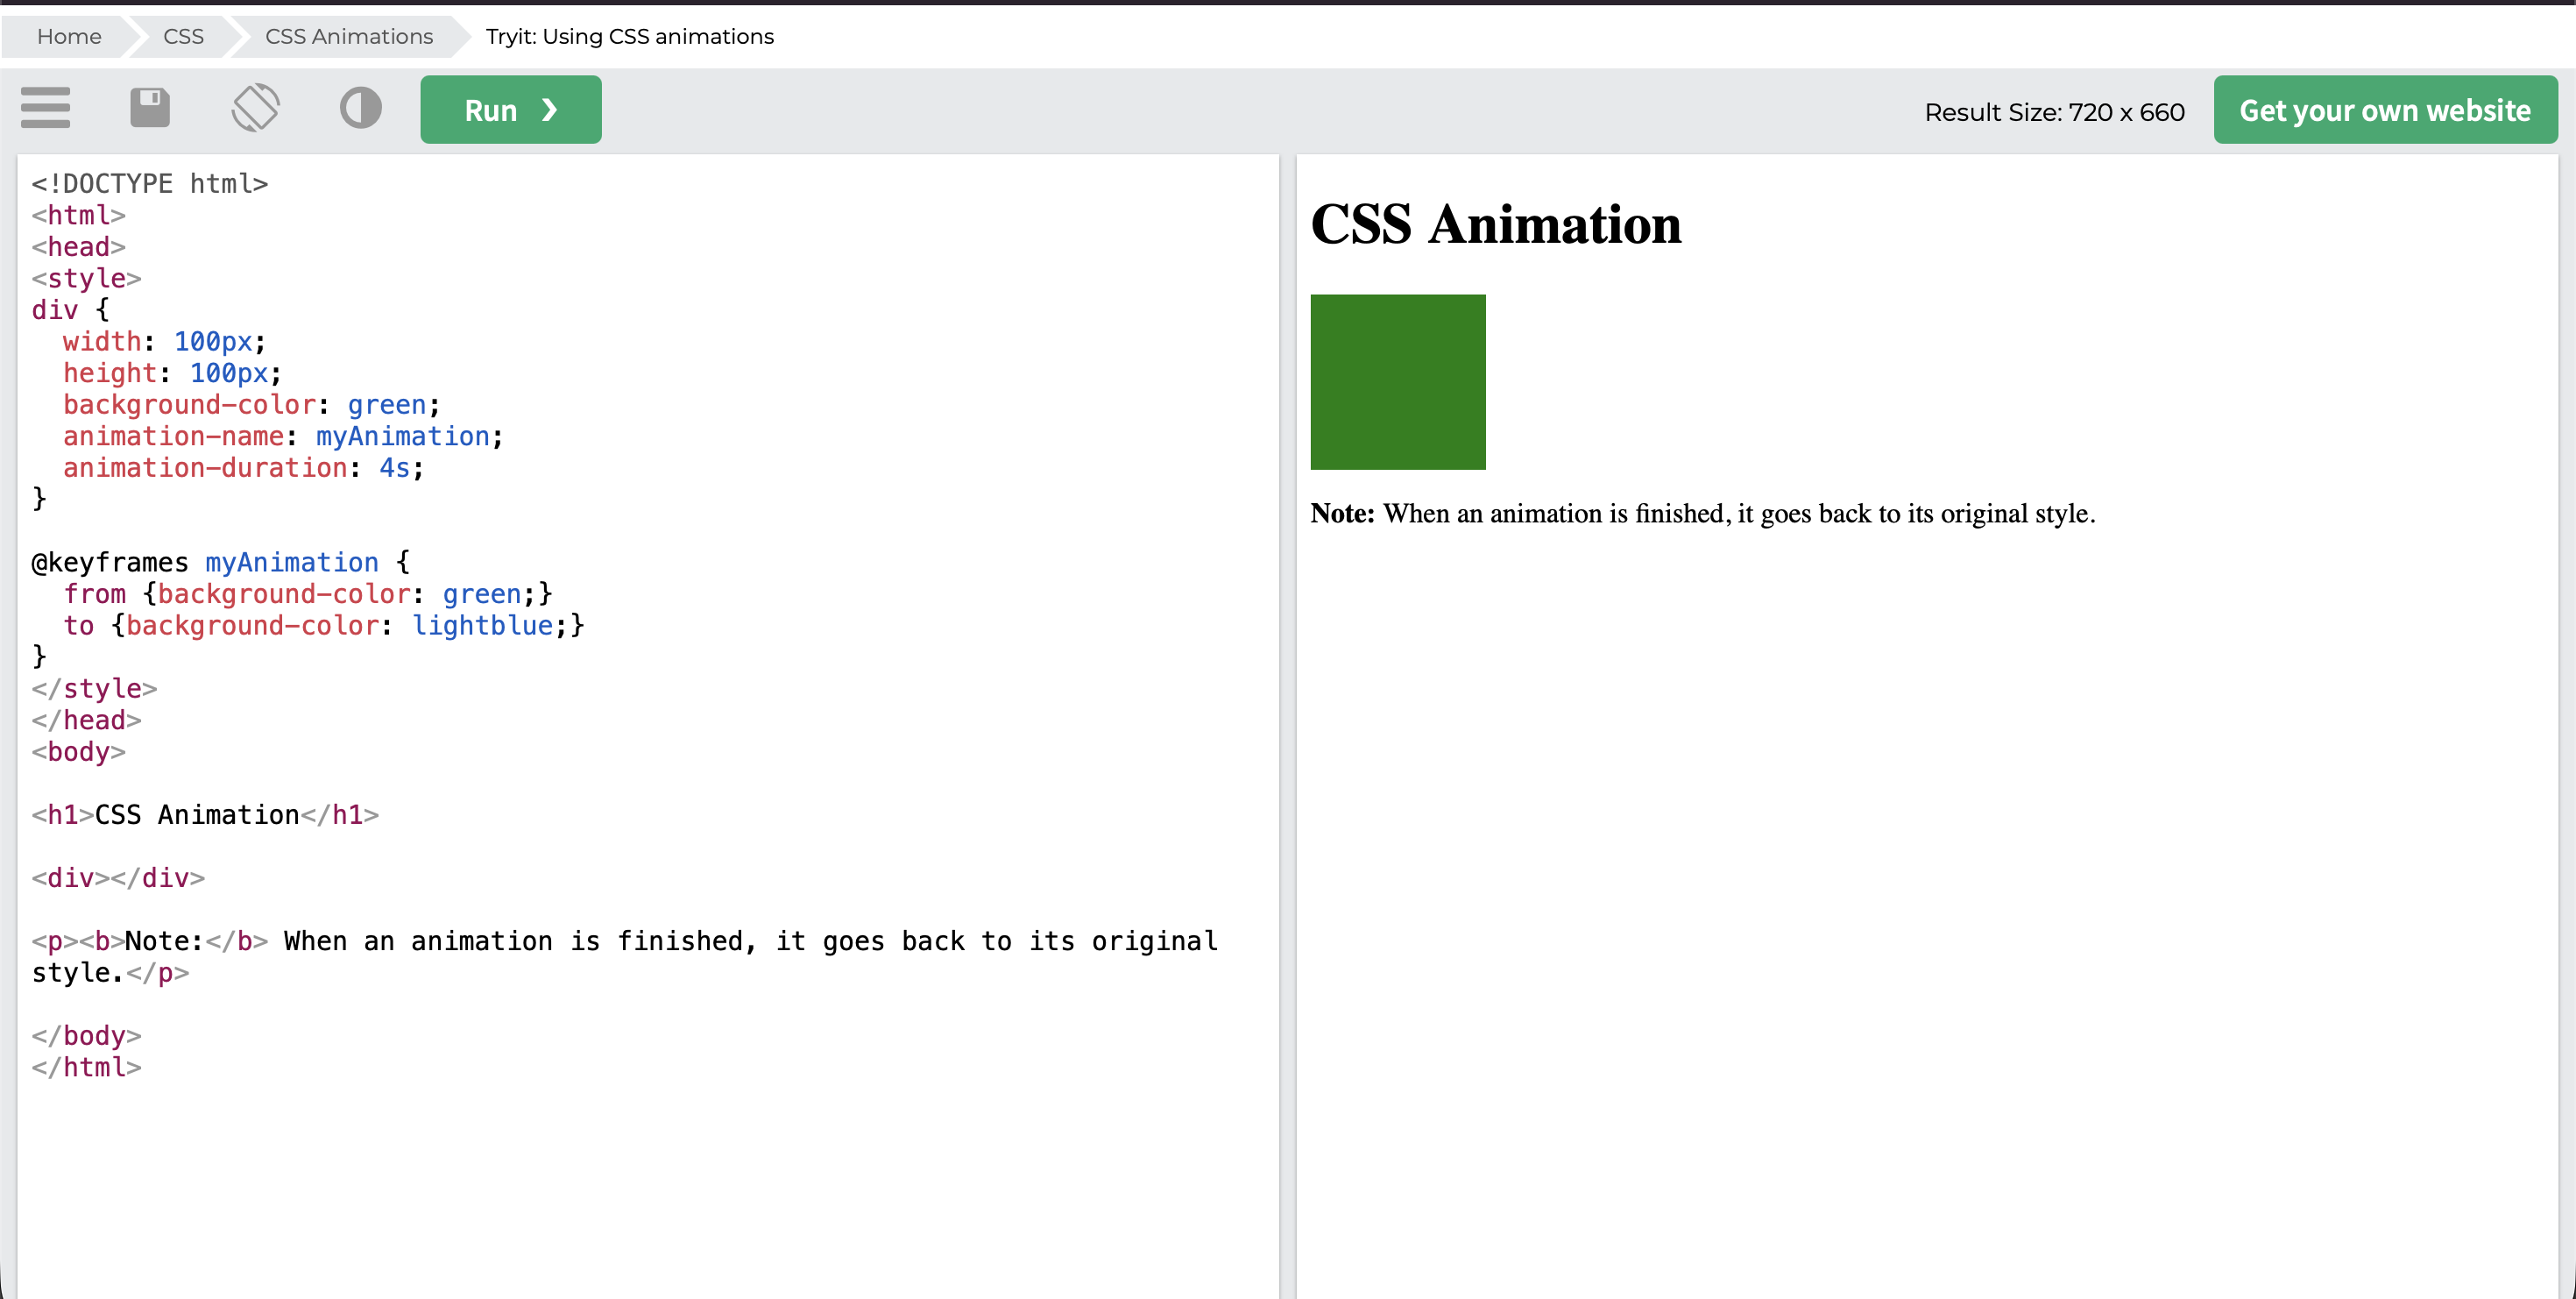 Home CSS CSS Animations Tryit: Using CSS animations
Run ❯ Result Size: 720 x 660 Get your own website
<!DOCTYPE html>
<html>
<head>
<style>
div {
  width: 100px;
  height: 100px;
  background-color: green;
  animation-name: myAnimation;
  animation-duration: 4s;
}

@keyframes myAnimation {
  from {background-color: green;}
  to {background-color: lightblue;}
}
</style>
</head>
<body>

<h1>CSS Animation</h1>

<div></div>

<p><b>Note:</b> When an animation is finished, it goes back to its original
style.</p>

</body>
</html>
CSS Animation
Note: When an animation is finished, it goes back to its original style.